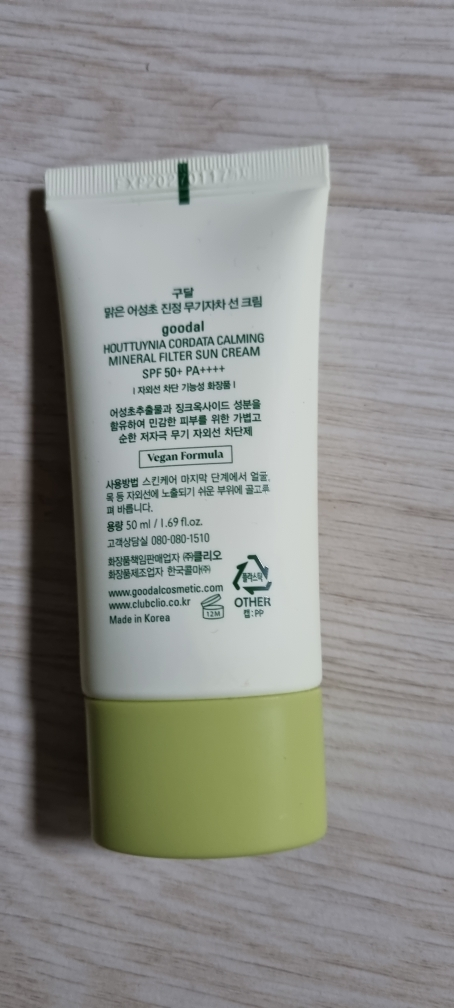 구달
맑은 어성초 진정 무기자차 선 크림
goodal
HOUTTUYNIA CORDATA CALMING
MINERAL FILTER SUN CREAM
SPF 50+ PA++++
| 자외선 차단 기능성 화장품 |
어성초추출물과 징크옥사이드 성분을
함유하여 민감한 피부를 위한 가볍고
순한 저자극 무기 자외선 차단제
Vegan Formula
사용방법 스킨케어 마지막 단계에서 얼굴,
목 등 자외선에 노출되기 쉬운 부위에 골고루
펴 바릅니다.
용량 50 ml / 1.69 fl.oz.
고객상담실 080-080-1510
화장품책임판매업자 ㈜클리오
화장품제조업자 한국콜마㈜
www.goodalcosmetic.com
www.clubclio.co.kr
Made in Korea
12M
플라스틱
OTHER
캡:PP